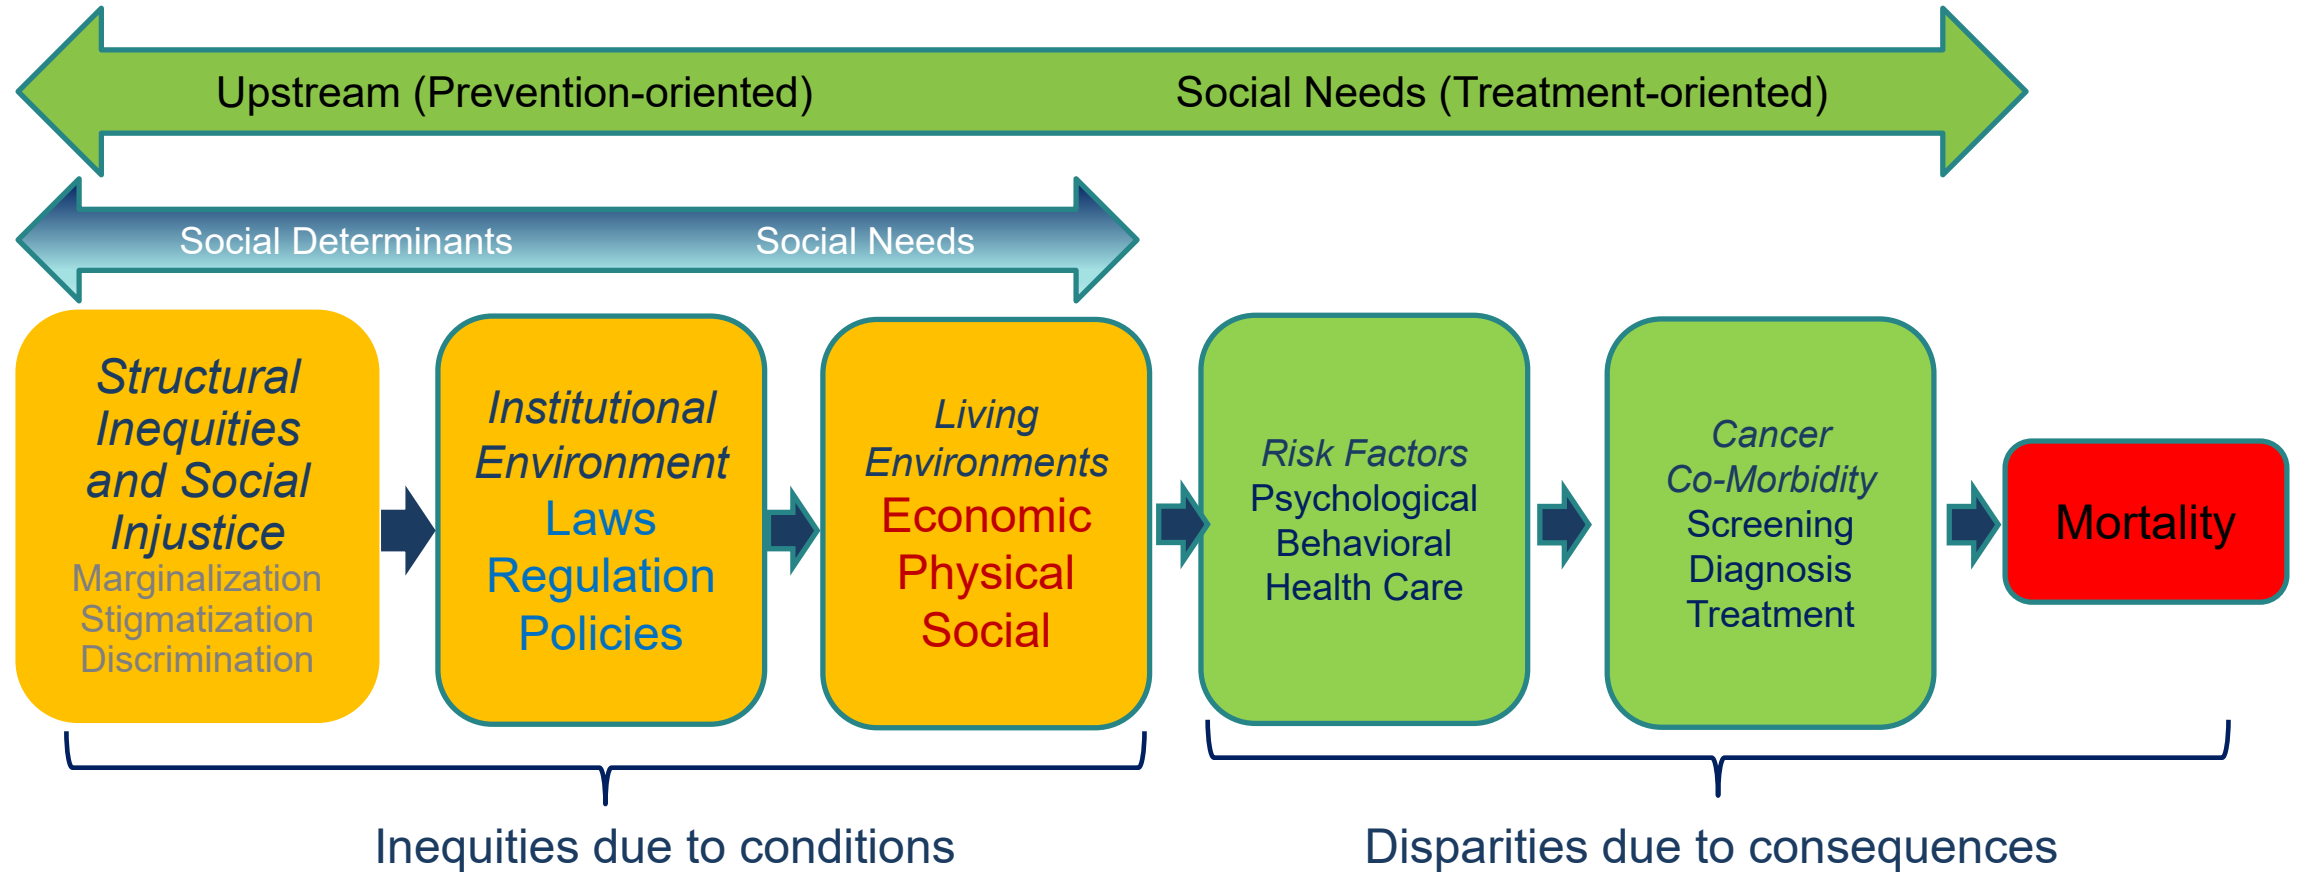 Upstream (Prevention-oriented)
Social Needs (Treatment-oriented)
Social Determinants
Social Needs
Structural
Inequities
and Social
Injustice
Marginalization
Stigmatization
Discrimination
Institutional
Environment
Laws
Regulation
Policies
Living
Environments
Economic
Physical
Social
Risk Factors
Psychological
Behavioral
Health Care
Cancer
Co-Morbidity
Screening
Diagnosis
Treatment
Mortality
Inequities due to conditions
Disparities due to consequences